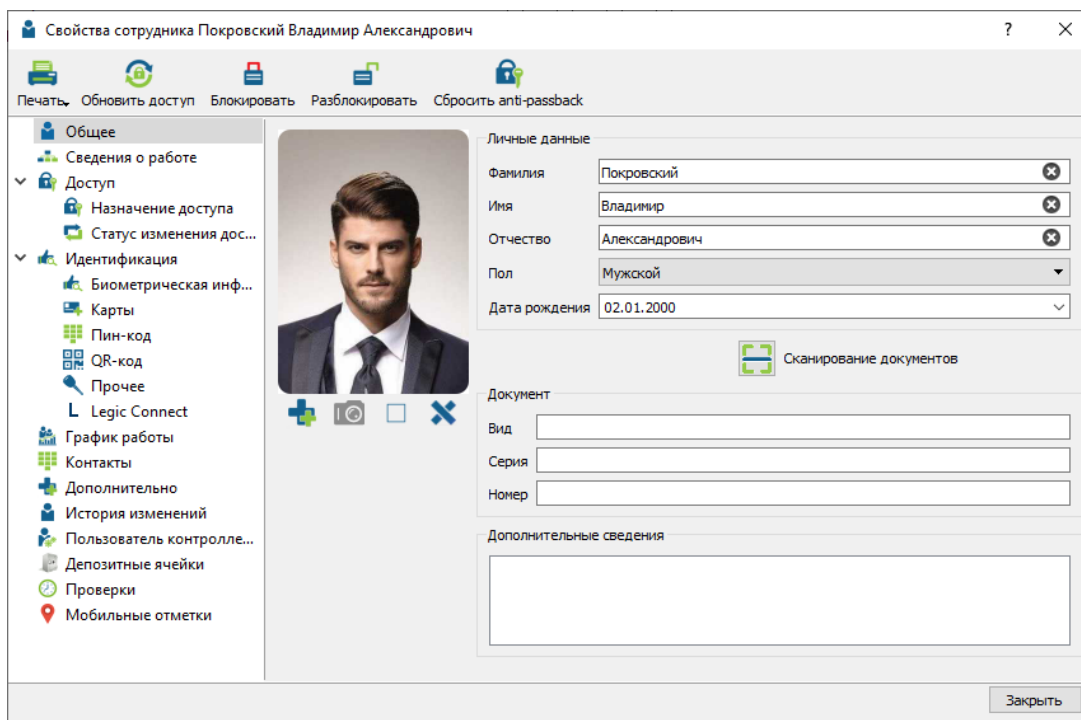 Свойства сотрудника Покровский Владимир Александрович
?
Печать
Обновить доступ
Блокировать
Разблокировать
Сбросить anti-passback
Общее
Сведения о работе
Доступ
Назначение доступа
Статус изменения дос...
Идентификация
Биометрическая инф...
Карты
Пин-код
QR-код
Прочее
L Legic Connect
График работы
Контакты
Дополнительно
История изменений
Пользователь контролле...
Депозитные ячейки
Проверки
Мобильные отметки
Личные данные
Фамилия Покровский
Имя Владимир
Отчество Александрович
Пол Мужской
Дата рождения 02.01.2000
Сканирование документов
Документ
Вид
Серия
Номер
Дополнительные сведения
Закрыть